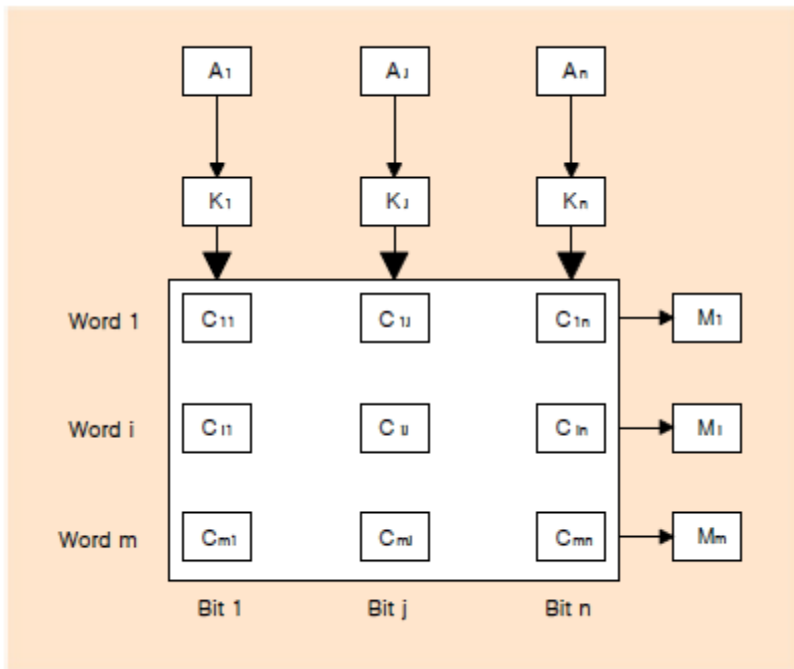 A₁ Aⱼ Aₙ
K₁ Kⱼ Kₙ
Word 1 C₁₁ C₁ⱼ C₁ₙ M₁
Word i Cᵢ₁ Cᵢⱼ Cᵢₙ Mᵢ
Word m Cₘ₁ Cₘⱼ Cₘₙ Mₘ
Bit 1 Bit j Bit n